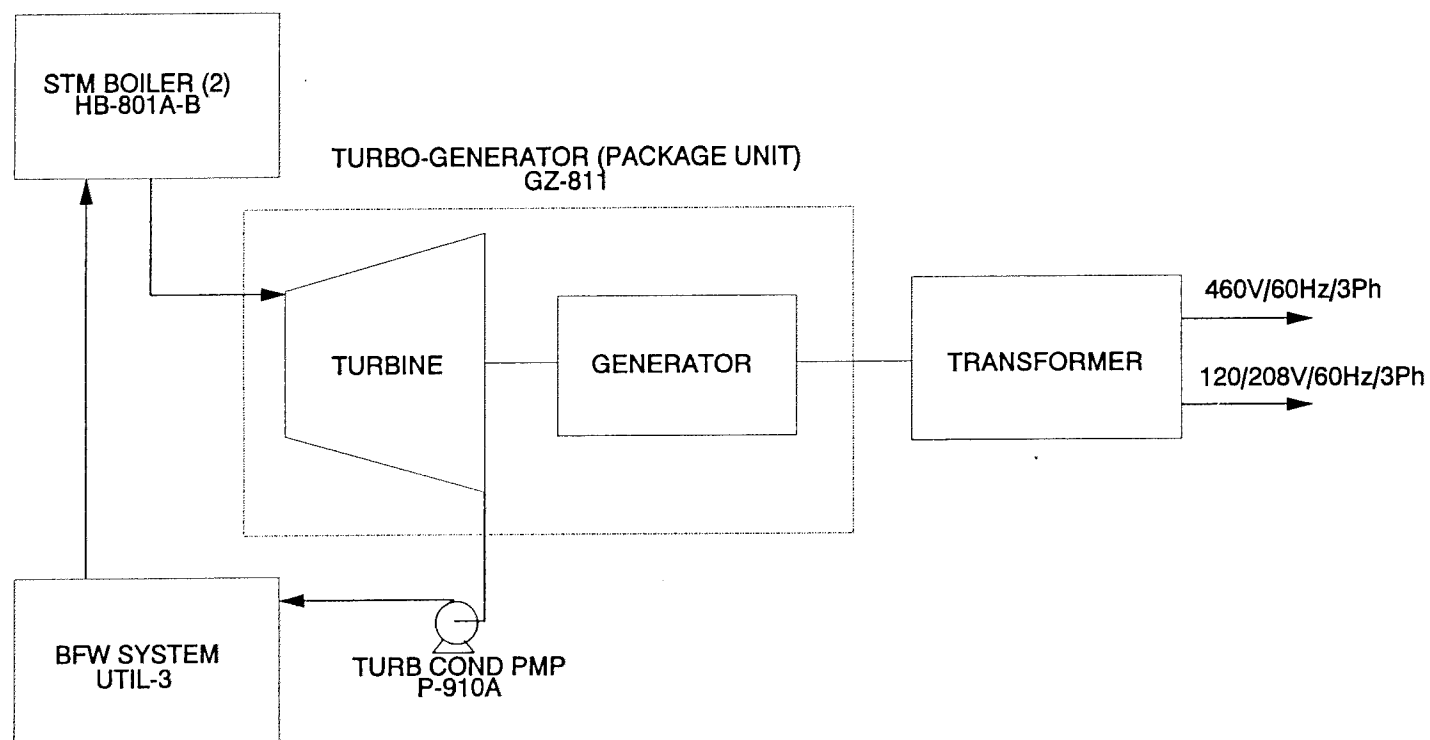 STM BOILER (2)
HB-801A-B
TURBO-GENERATOR (PACKAGE UNIT)
GZ-811
TURBINE
GENERATOR
TRANSFORMER
460V/60Hz/3Ph
120/208V/60Hz/3Ph
BFW SYSTEM
UTIL-3
TURB COND PMP
P-910A